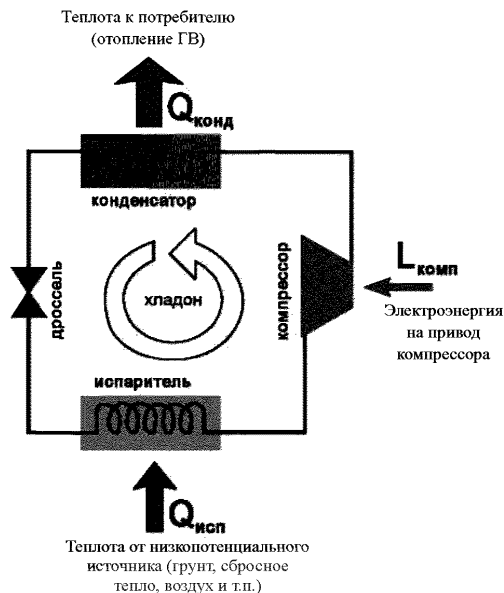 Теплота к потребителю
(отопление ГВ)
Qконд
конденсатор
дроссель
хладон
компрессор
Lкомп
Электроэнергия
на привод
компрессора
испаритель
Qисп
Теплота от низкопотенциального
источника (грунт, сбросное
тепло, воздух и т.п.)